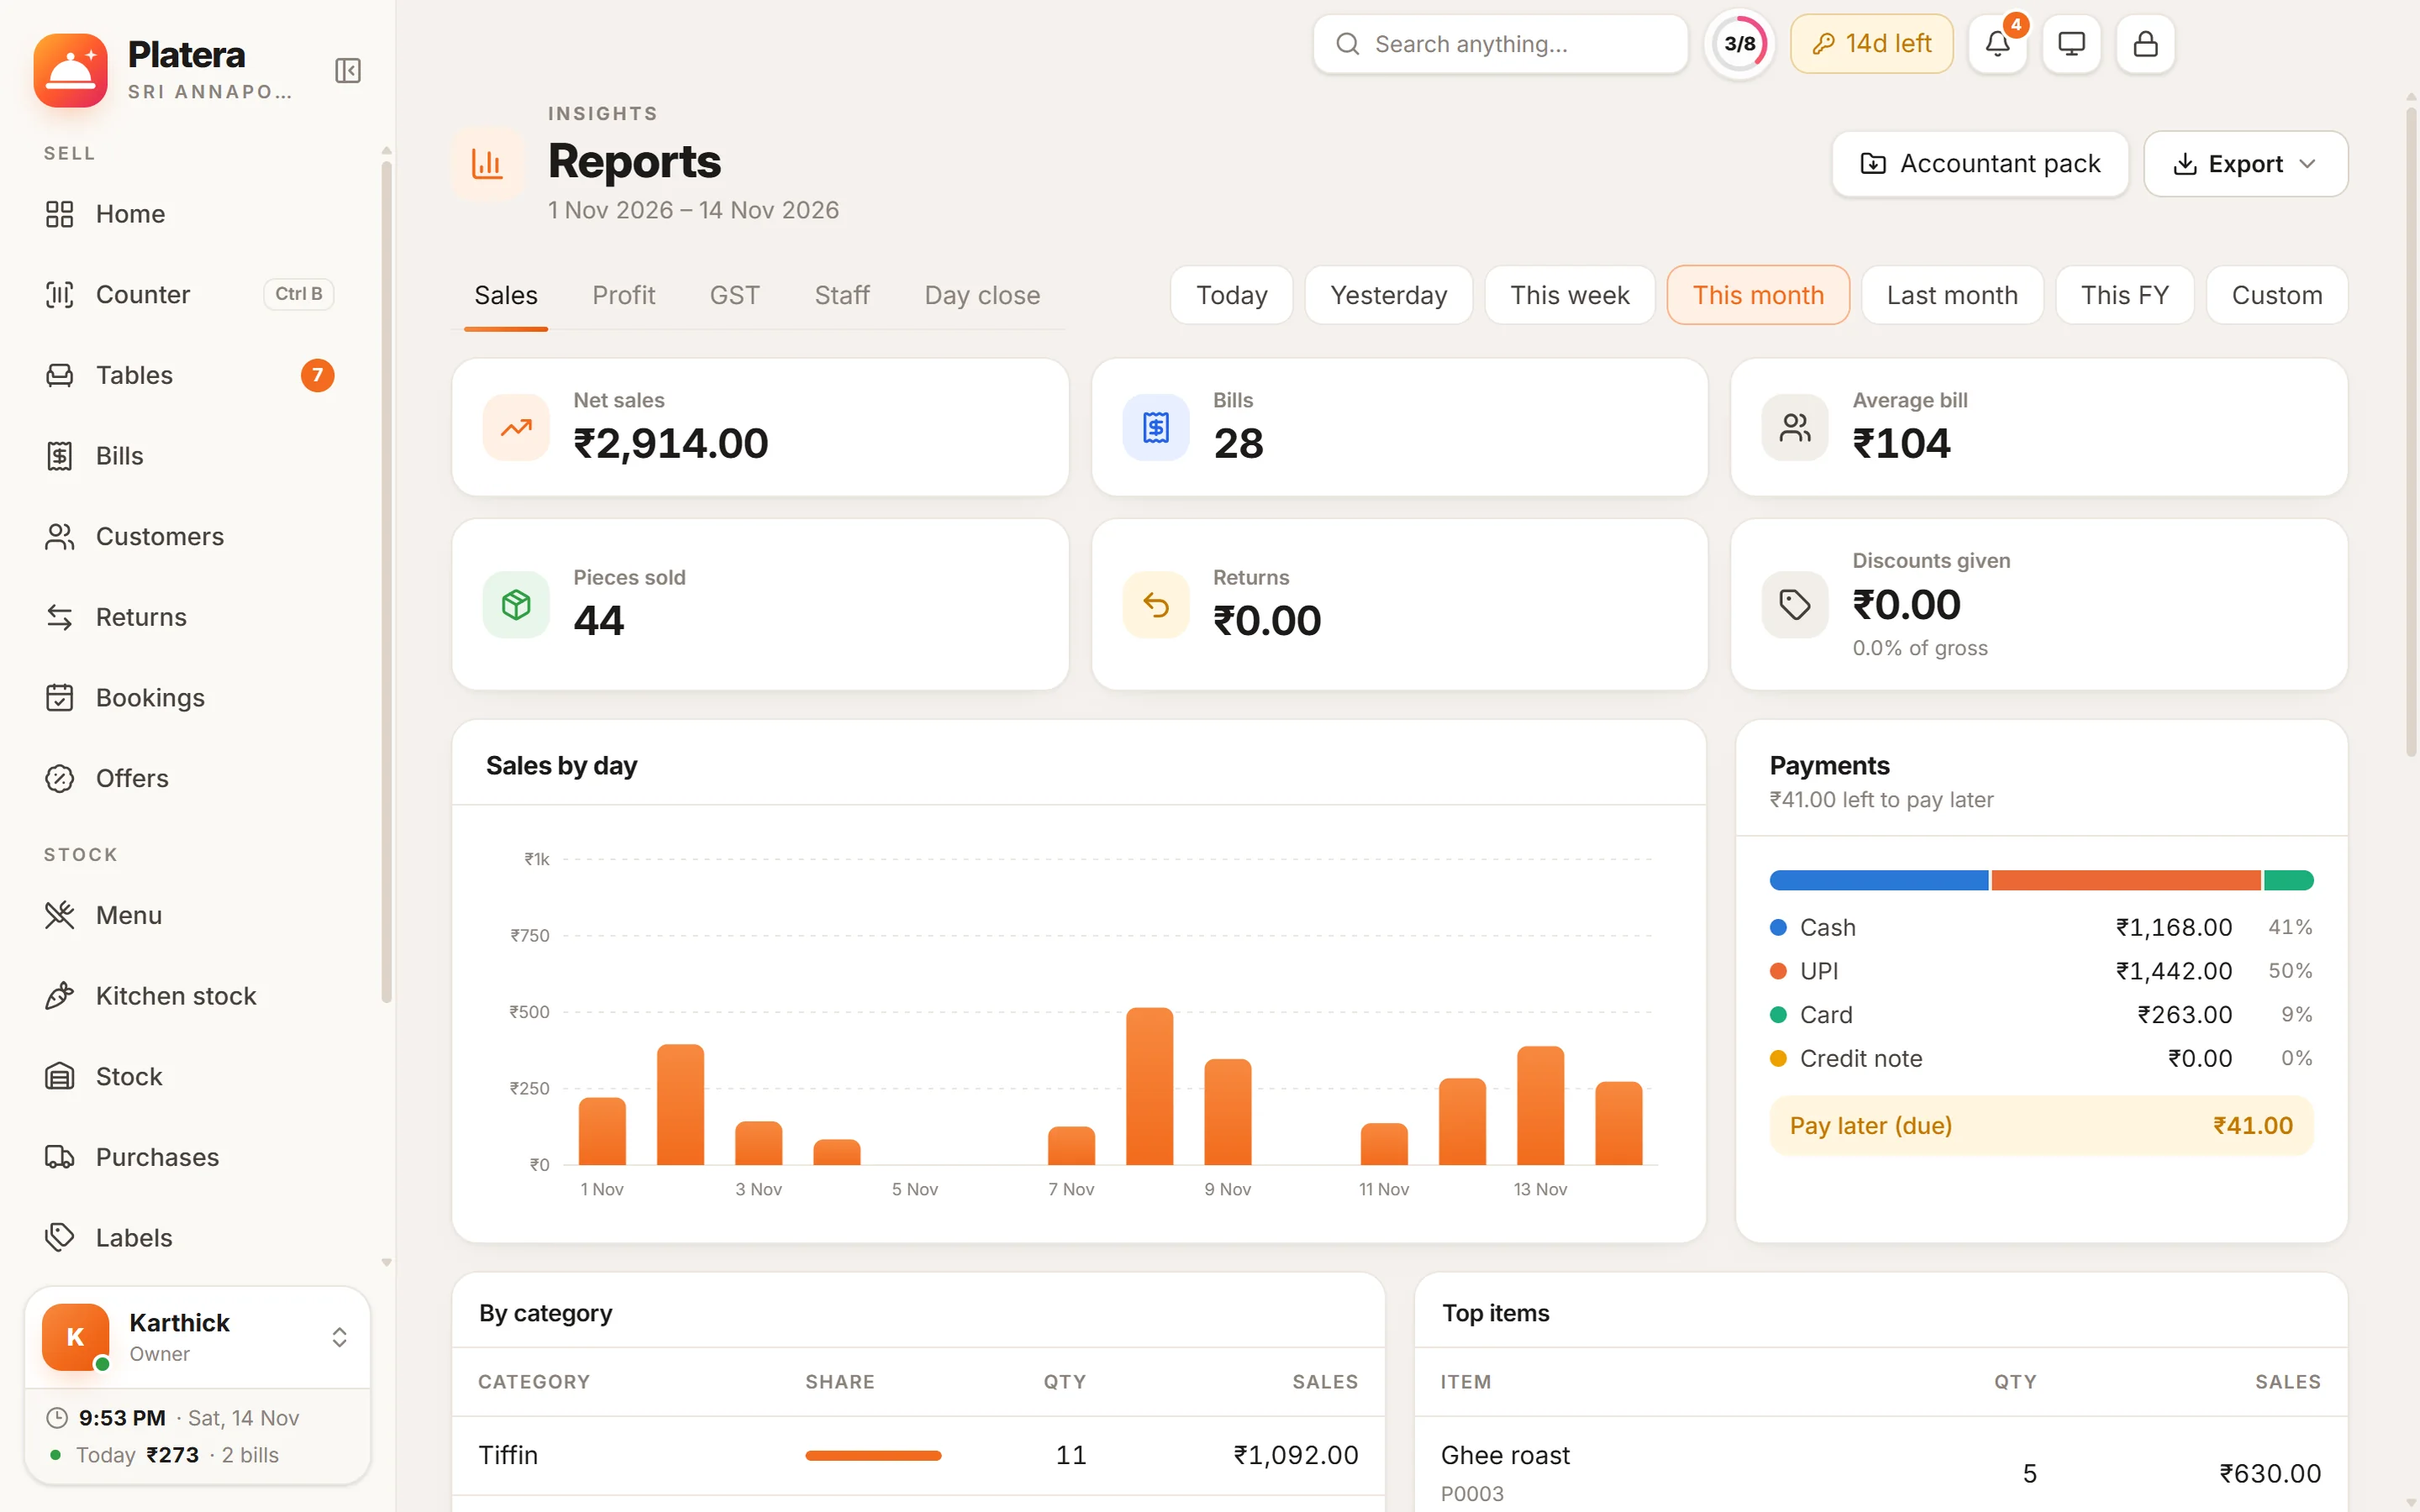 Platera
SRI ANNAPO...
SELL
Home
Counter Ctrl B
Tables 7
Bills
Customers
Returns
Bookings
Offers
STOCK
Menu
Kitchen stock
Stock
Purchases
Labels
K
Karthick
Owner
9:53 PM · Sat, 14 Nov
Today ₹273 · 2 bills
Search anything...
3/8
14d left
4
INSIGHTS
Reports
1 Nov 2026 – 14 Nov 2026
Accountant pack
Export
Sales Profit GST Staff Day close
Today Yesterday This week This month Last month This FY Custom
Net sales
₹2,914.00
Bills
28
Average bill
₹104
Pieces sold
44
Returns
₹0.00
Discounts given
₹0.00
0.0% of gross
Sales by day
₹1k
₹750
₹500
₹250
₹0
1 Nov 3 Nov 5 Nov 7 Nov 9 Nov 11 Nov 13 Nov
Payments
₹41.00 left to pay later
Cash ₹1,168.00 41%
UPI ₹1,442.00 50%
Card ₹263.00 9%
Credit note ₹0.00 0%
Pay later (due) ₹41.00
By category
CATEGORY SHARE QTY SALES
Tiffin 11 ₹1,092.00
Top items
ITEM QTY SALES
Ghee roast
P0003
5 ₹630.00